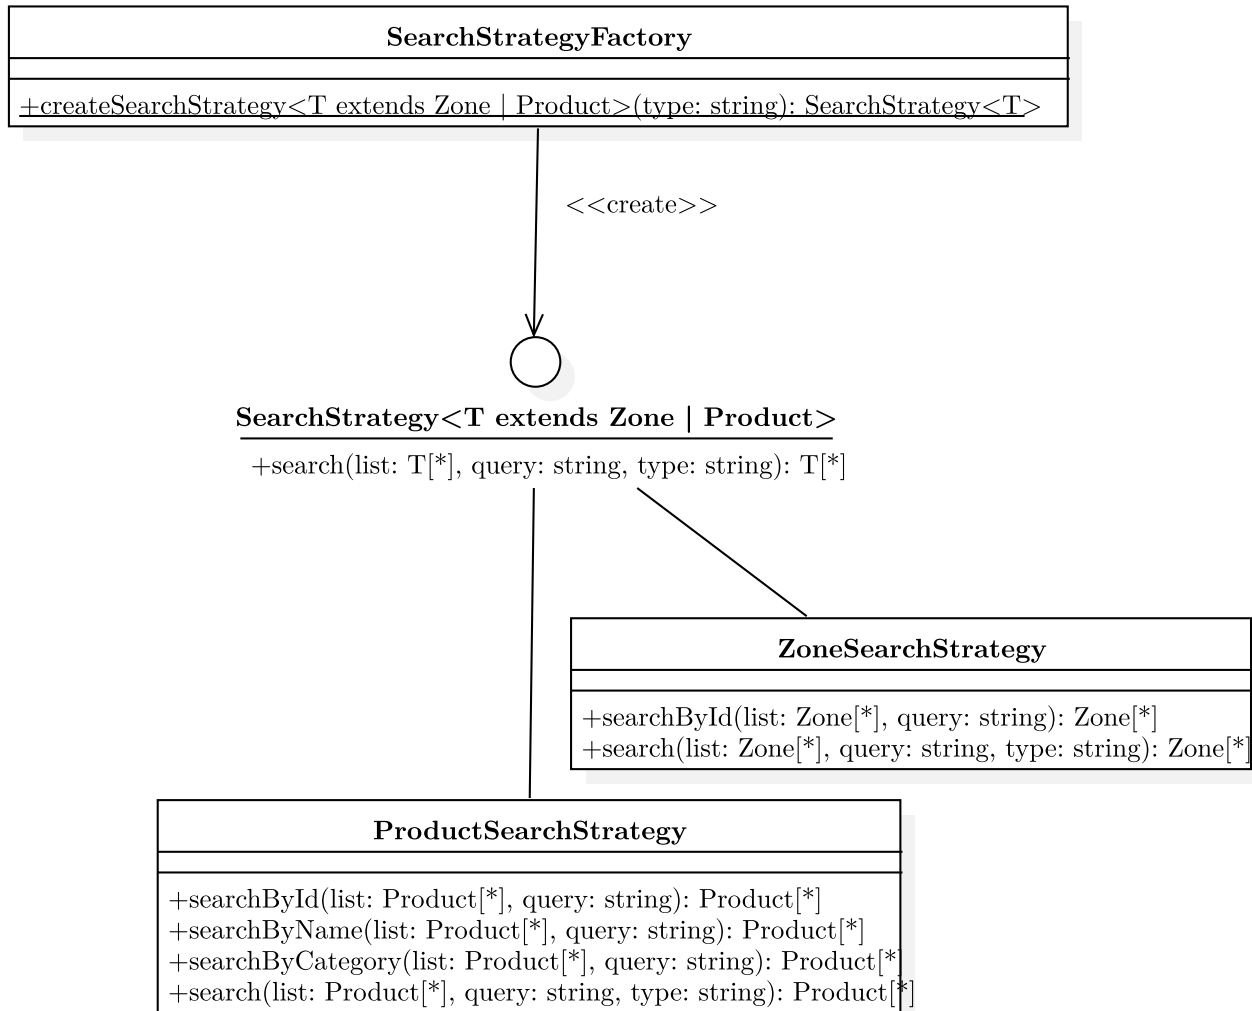 SearchStrategyFactory
+createSearchStrategy<T extends Zone | Product>(type: string): SearchStrategy<T>
<<create>>
SearchStrategy<T extends Zone | Product>
+search(list: T[*], query: string, type: string): T[*]
ZoneSearchStrategy
+searchById(list: Zone[*], query: string): Zone[*]
+search(list: Zone[*], query: string, type: string): Zone[*]
ProductSearchStrategy
+searchById(list: Product[*], query: string): Product[*]
+searchByName(list: Product[*], query: string): Product[*]
+searchByCategory(list: Product[*], query: string): Product[*]
+search(list: Product[*], query: string, type: string): Product[*]